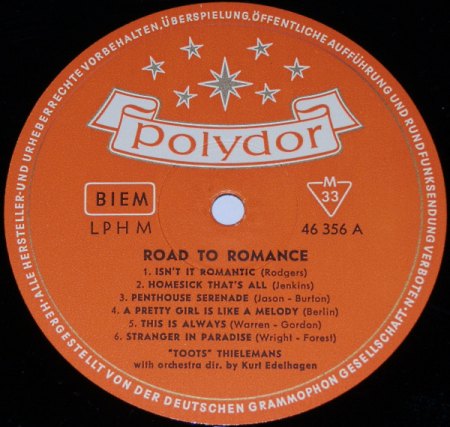 ALLE HERSTELLER-UND URHEBERRECHTE VORBEHALTEN, ÜBERSPIELUNG, ÖFFENTLICHE AUFFÜHRUNG UND RUNDFUNKSENDUNG VERBOTEN
polydor
BIEM
LPHM
M
33
46 356 A
ROAD TO ROMANCE
1. ISN'T IT ROMANTIC (Rodgers)
2. HOMESICK THAT'S ALL (Jenkins)
3. PENTHOUSE SERENADE (Jason - Burton)
4. A PRETTY GIRL IS LIKE A MELODY (Berlin)
5. THIS IS ALWAYS (Warren - Gordon)
6. STRANGER IN PARADISE (Wright - Forest)
"TOOTS" THIELEMANS
with orchestra dir. by Kurt Edelhagen
HERGESTELLT VON DER DEUTSCHEN GRAMMOPHON GESELLSCHAFT